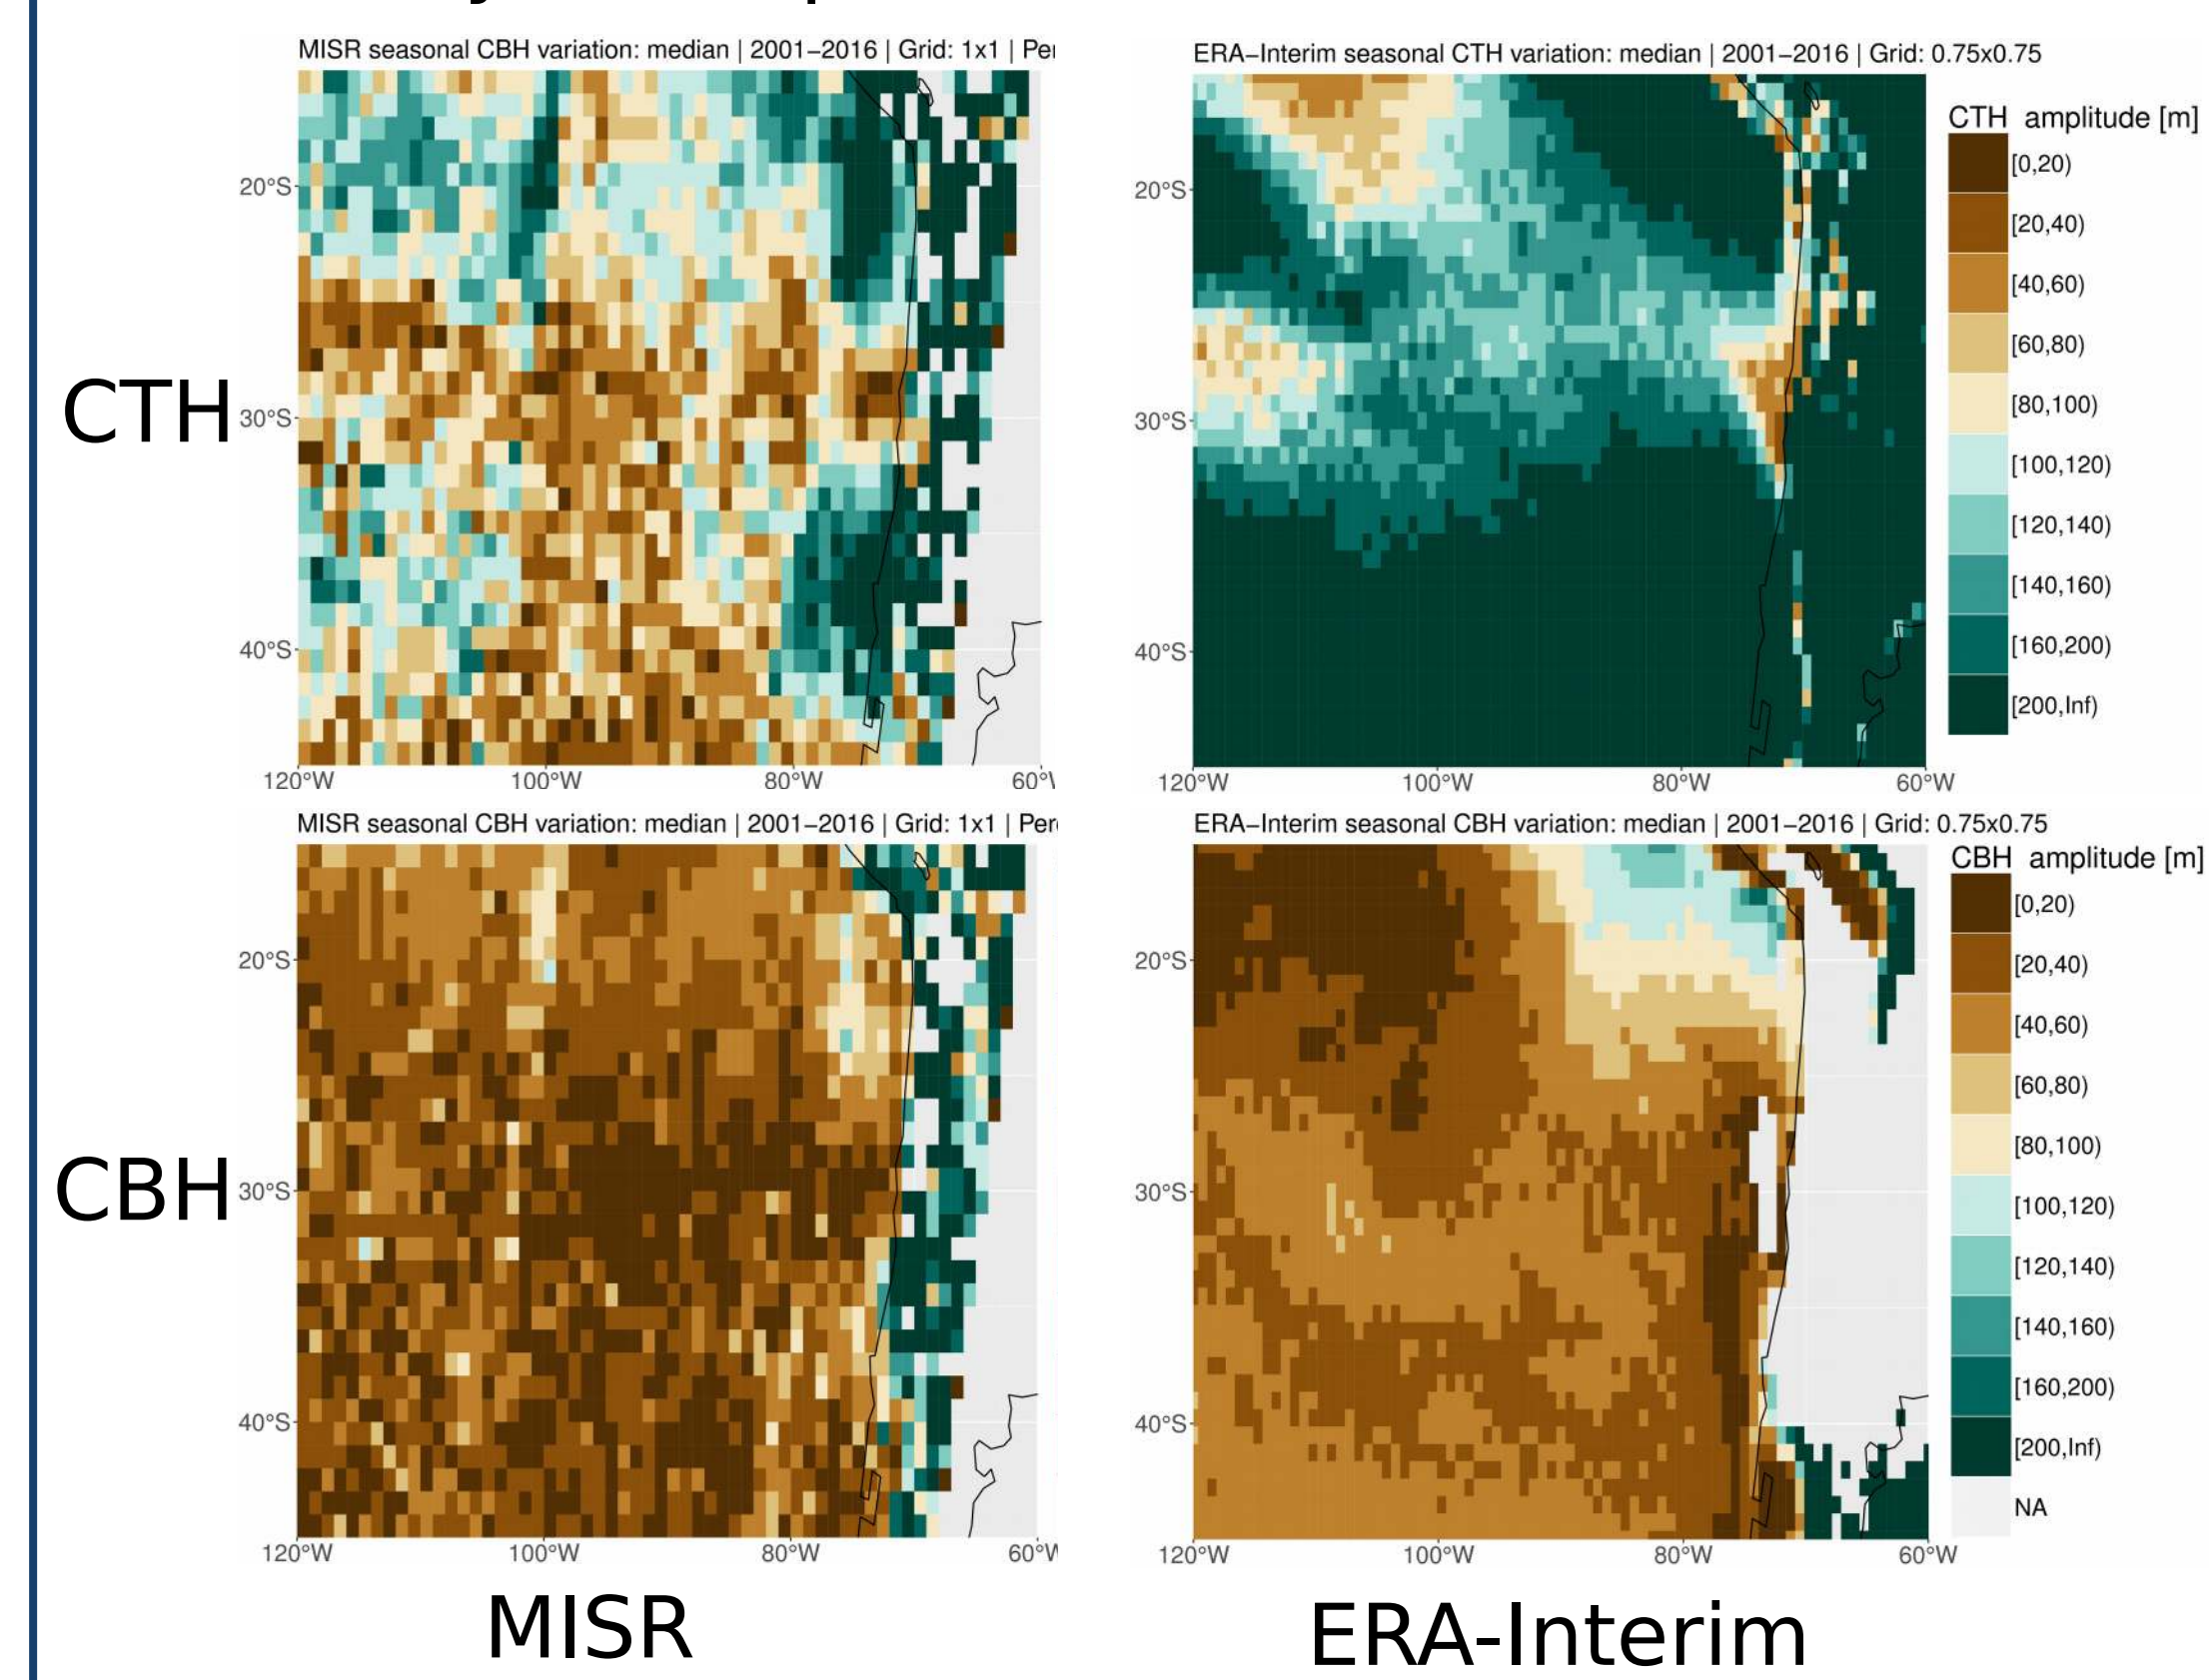 MISR seasonal CBH variation: median | 2001−2016 | Grid: 1x1 | Per
20°S
30°S
40°S
120°W 100°W 80°W 60°
CTH
ERA−Interim seasonal CTH variation: median | 2001−2016 | Grid: 0.75x0.75
20°S
30°S
40°S
120°W 100°W 80°W 60°W
CTH amplitude [m]
[0,20)
[20,40)
[40,60)
[60,80)
[80,100)
[100,120)
[120,140)
[140,160)
[160,200)
[200,Inf)
MISR seasonal CBH variation: median | 2001−2016 | Grid: 1x1 | Per
20°S
30°S
40°S
120°W 100°W 80°W 60°W
CBH
ERA−Interim seasonal CBH variation: median | 2001−2016 | Grid: 0.75x0.75
20°S
30°S
40°S
120°W 100°W 80°W 60°W
CBH amplitude [m]
[0,20)
[20,40)
[40,60)
[60,80)
[80,100)
[100,120)
[120,140)
[140,160)
[160,200)
[200,Inf)
NA
MISR
ERA-Interim